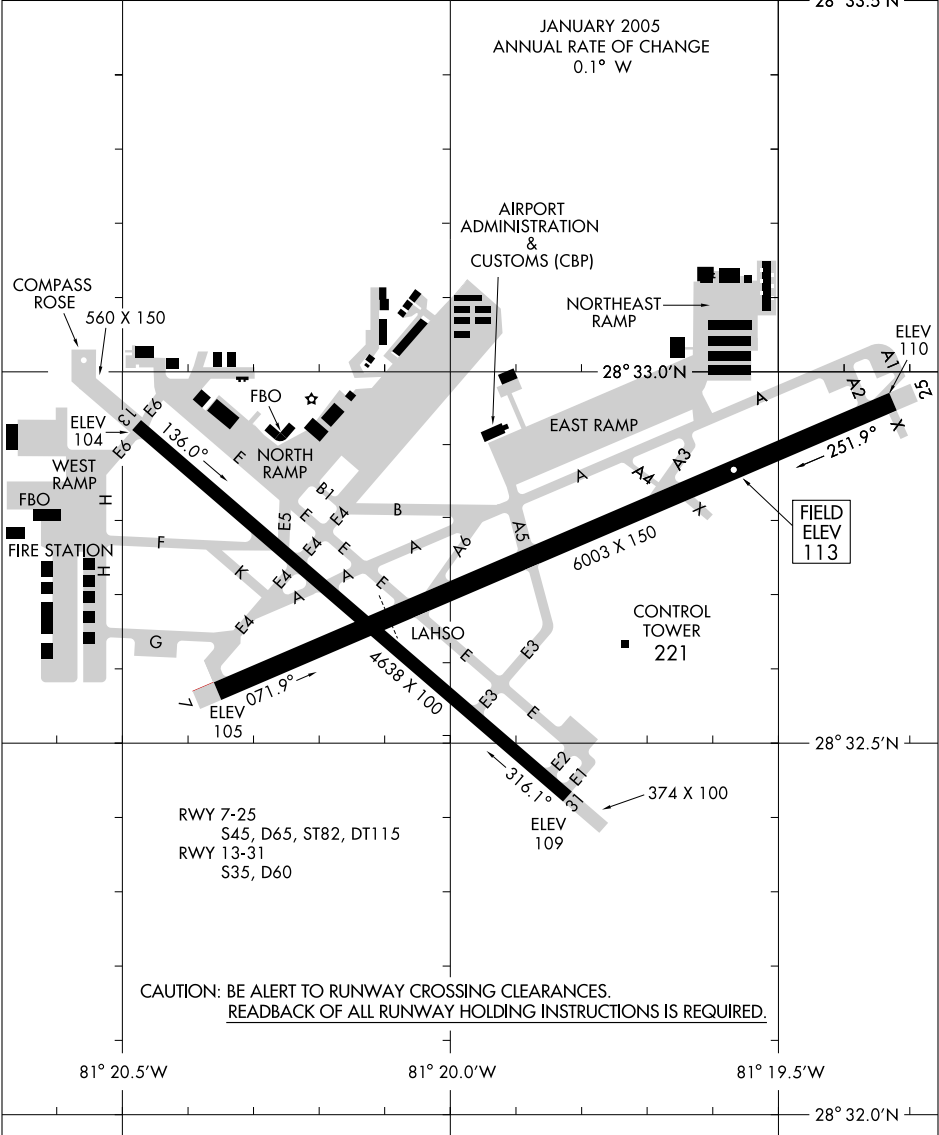 28° 33.5'N
JANUARY 2005
ANNUAL RATE OF CHANGE
0.1° W
AIRPORT
ADMINISTRATION
&
CUSTOMS (CBP)
COMPASS
ROSE
560 X 150
NORTHEAST
RAMP
ELEV
110
28° 33.0'N
A7
A2
25
A
X
FBO
EAST RAMP
13
E6
ELEV
104
136.0°
E6
E
NORTH
RAMP
251.9°
WEST
RAMP
A3
A4
A
H
FBO
B1
B
X
FIELD
ELEV
113
E
E4
E5
A5
6003 X 150
FIRE STATION
F
E4
E
A
A6
H
K
E4
A
E
A
CONTROL
TOWER
221
E4
LAHSO
G
E
E3
4638 X 100
071.9°
7
ELEV
105
E3
E
28° 32.5'N
E2
E1
316.1°
31
374 X 100
ELEV
109
RWY 7-25
S45, D65, ST82, DT115
RWY 13-31
S35, D60
CAUTION: BE ALERT TO RUNWAY CROSSING CLEARANCES.
READBACK OF ALL RUNWAY HOLDING INSTRUCTIONS IS REQUIRED.
81° 20.5'W
81° 20.0'W
81° 19.5'W
28° 32.0'N